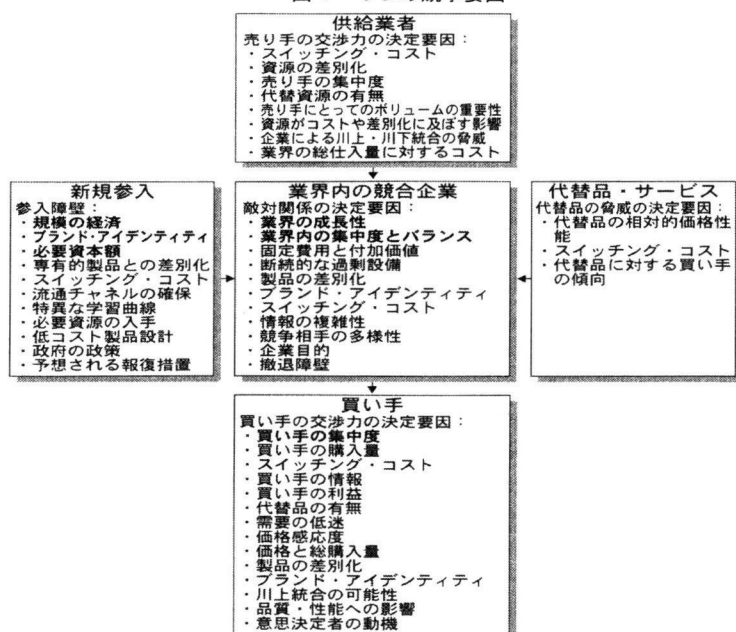 供給業者
売り手の交渉力の決定要因:
・スイッチング・コスト
・資源の差別化
・売り手の集中度
・代替資源の有無
・売り手にとってのボリュームの重要性
・資源がコストや差別化に及ぼす影響
・企業による川上・川下統合の脅威
・業界の総仕入量に対するコスト
新規参入
参入障壁:
・規模の経済
・ブランド・アイデンティティ
・必要資本額
・専有的製品との差別化
・スイッチング・コスト
・流通チャネルの確保
・特異な学習曲線
・必要資源の入手
・低コスト製品設計
・政府の政策
・予想される報復措置
業界内の競合企業
敵対関係の決定要因:
・業界の成長性
・業界内の集中度とバランス
・固定費用と付加価値
・断続的な過剰設備
・製品の差別化
・ブランド・アイデンティティ
・スイッチング・コスト
・情報の複雑性
・競争相手の多様性
・企業目的
・撤退障壁
代替品・サービス
代替品の脅威の決定要因:
・代替品の相対的価格性
能
・スイッチング・コスト
・代替品に対する買い手
の傾向
買い手
買い手の交渉力の決定要因:
・買い手の集中度
・買い手の購入量
・スイッチング・コスト
・買い手の情報
・買い手の利益
・代替品の有無
・需要の低迷
・価格感応度
・価格と総購入量
・製品の差別化
・ブランド・アイデンティティ
・川上統合の可能性
・品質・性能への影響
・意思決定者の動機